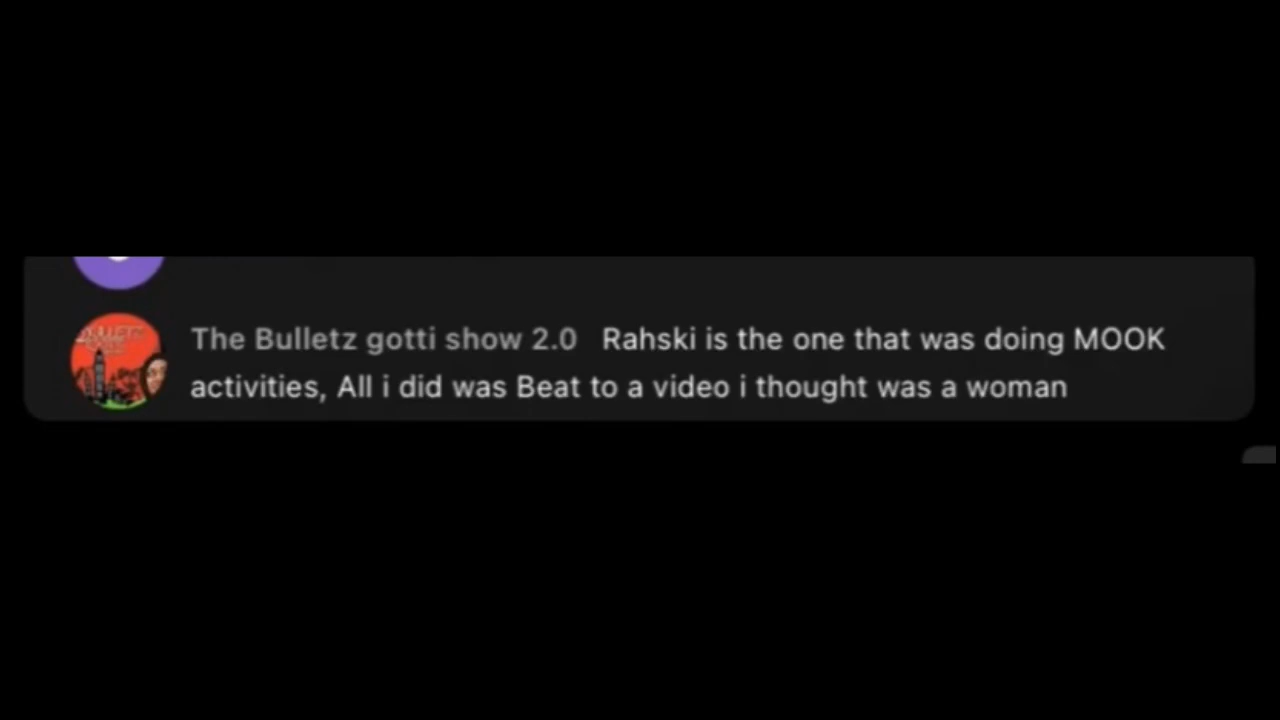 The Bulletz gotti show 2.0 Rahski is the one that was doing MOOK
activities, All i did was Beat to a video i thought was a woman